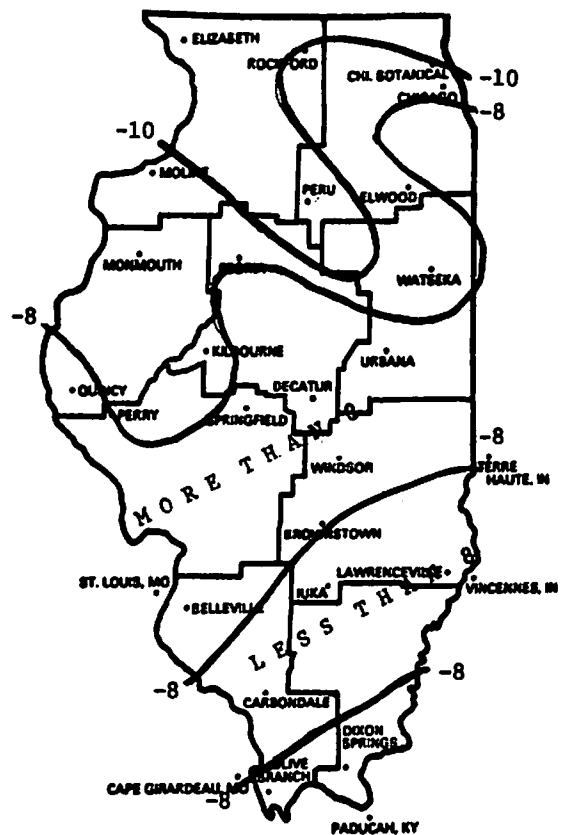 ELIZABETH
ROCKFORD
CHI. BOTANICAL
-10
CHICAGO
-8
-10
MOLINE
PERU
ELWOOD
MONMOUTH
WATSEKA
-8
KILBOURNE
URBANA
QUINCY
DECATUR
PERRY
SPRINGFIELD
MORE THAN 0
-8
WINDSOR
TERRE
HAUTE, IN
BROWNSTOWN
ST. LOUIS, MO
LAWRENCEVILLE
VINCENNES, IN
IUKA
BELLEVILLE
LESS THAN 8
-8
-8
CARBONDALE
DIXON
SPRINGS
OLIVE
BRANCH
CAPE GIRARDEAU, MO
-8
PADUCAH, KY